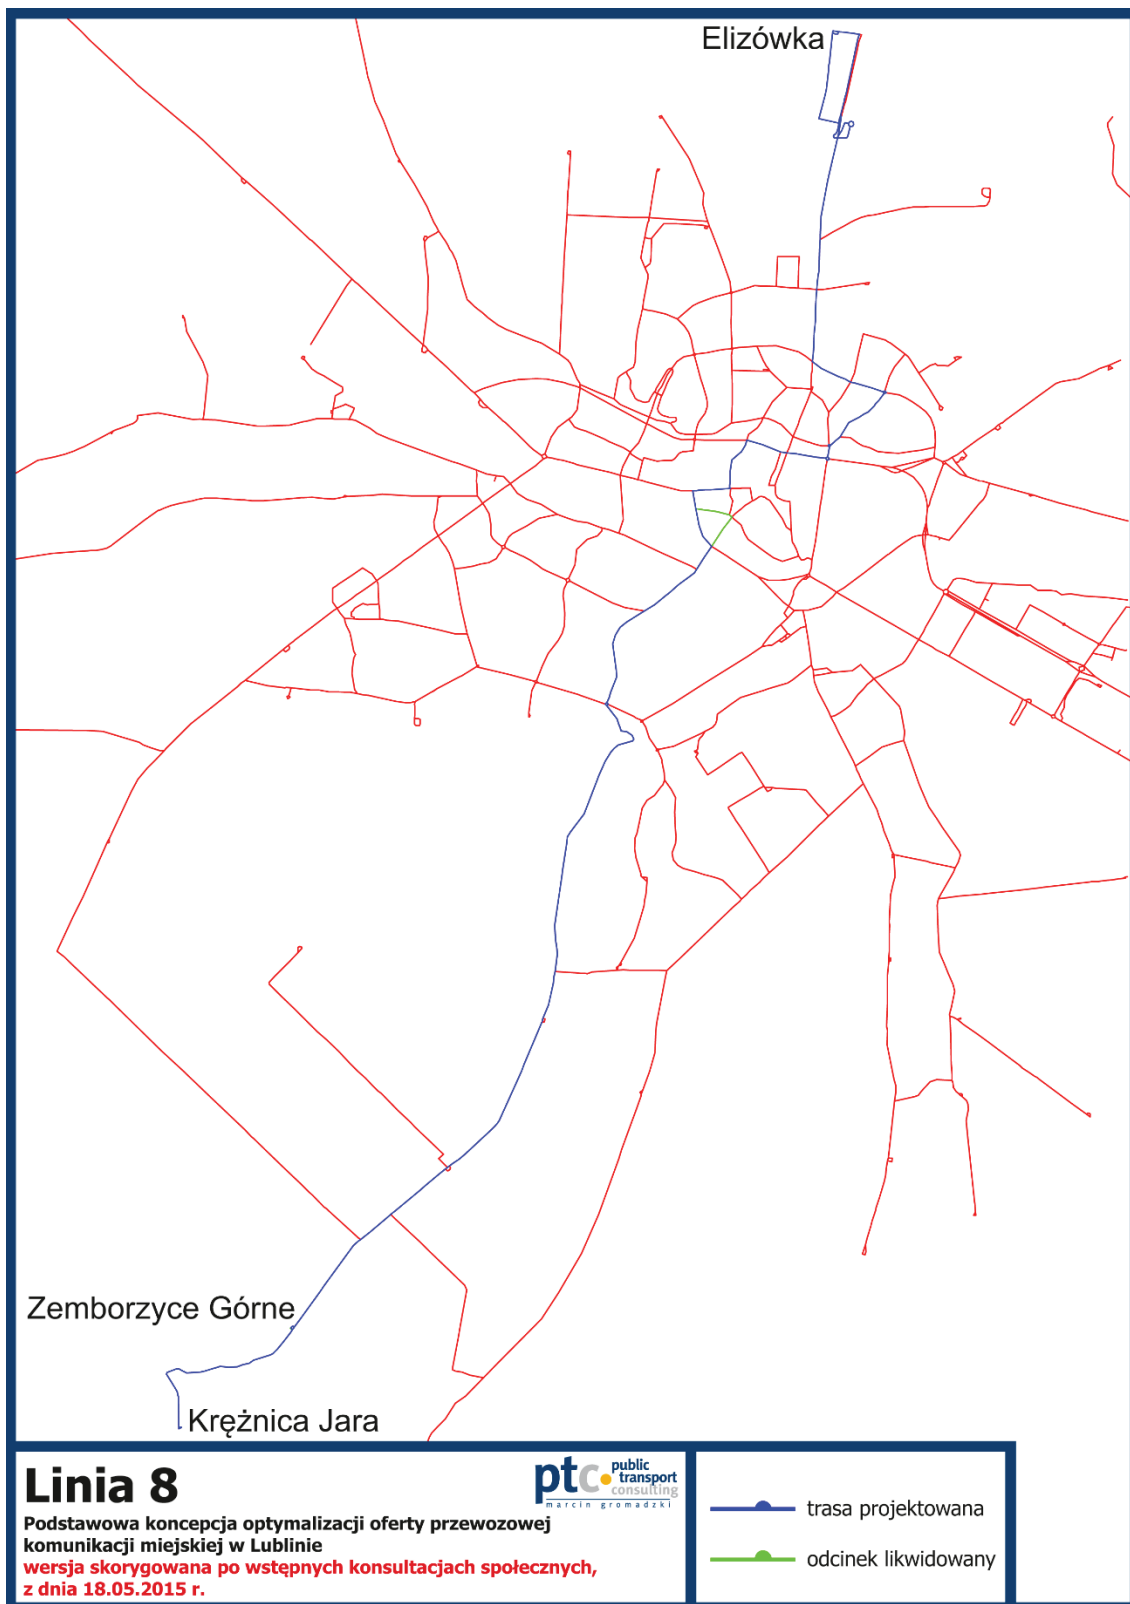 Elizówka
Zemborzyce Górne
Krężnica Jara
Linia 8
ptc
public
transport
consulting
marcin gromadzki
Podstawowa koncepcja optymalizacji oferty przewozowej
komunikacji miejskiej w Lublinie
wersja skorygowana po wstępnych konsultacjach społecznych,
z dnia 18.05.2015 r.
trasa projektowana
odcinek likwidowany